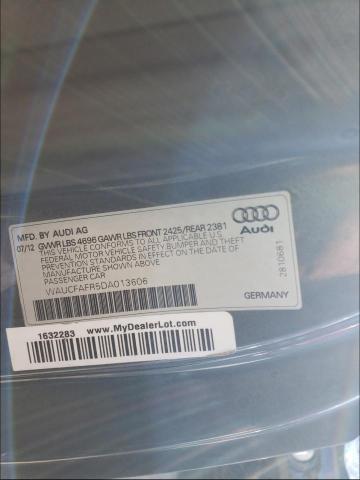 MFD. BY AUDI AG
07/12 GVWR LBS 4696 GAWR LBS FRONT 2425/REAR 2381
THIS VEHICLE CONFORMS TO ALL APPLICABLE U.S.
FEDERAL MOTOR VEHICLE SAFETY,BUMPER AND THEFT
PREVENTION STANDARDS IN EFFECT ON THE DATE OF
MANUFACTURE SHOWN ABOVE.
PASSENGER CAR
WAUCFAFR5DA013606
Audi
2810681
GERMANY
1632283
www.MyDealerLot.com